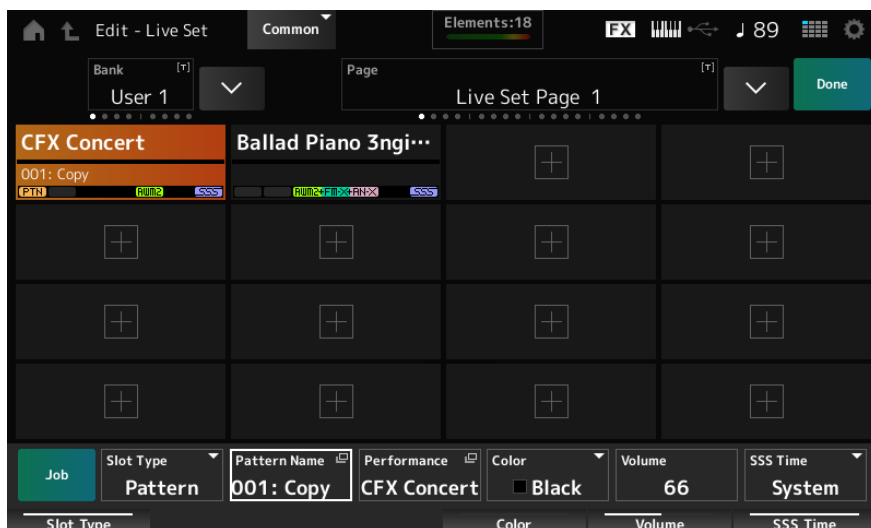 Edit - Live Set
Common
Elements:18
FX
♩ 89
Bank [T]
User 1
Page [T]
Live Set Page 1
Done
CFX Concert
001: Copy
PTN AWM2 SSS
Ballad Piano 3ngi⋯
AWM2+FM-X+AN-X SSS
Job
Slot Type
Pattern
Pattern Name
001: Copy
Performance
CFX Concert
Color
Black
Volume
66
SSS Time
System
Slot Type
Color
Volume
SSS Time